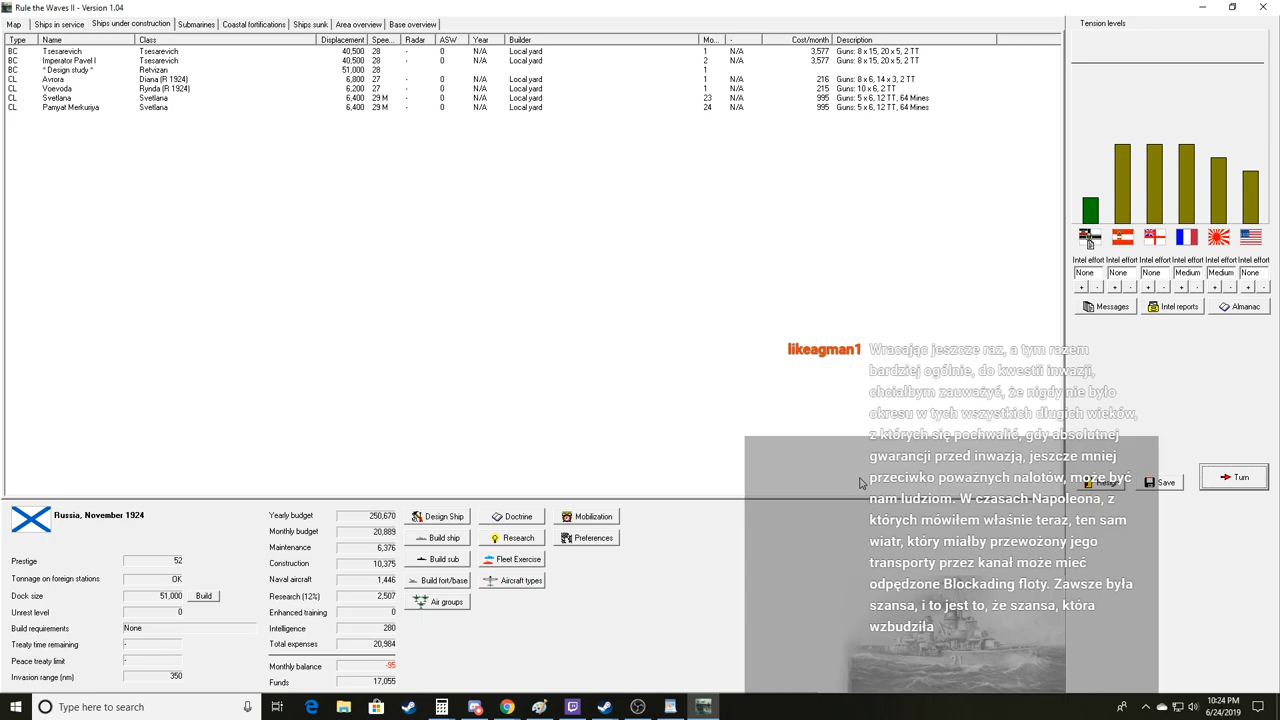 Rule the Waves II - Version 1.04
Map Ships in service Ships under construction Submarines Coastal fortifications Ships sunk Area overview Base overview
Type Name Class Displacement Spee... Radar ASW Year Builder Mo... - Cost/month Description
BC Tsesarevich Tsesarevich 40,500 28 - 0 N/A Local yard 1 N/A 3,577 Guns: 8 x 15, 20 x 5, 2 TT
BC Imperator Pavel I Tsesarevich 40,500 28 - 0 N/A Local yard 2 N/A 3,577 Guns: 8 x 15, 20 x 5, 2 TT
BC * Design study * Retvizan 51,000 28 1
CL Avrora Diana (R 1924) 6,800 27 - 0 N/A Local yard 1 N/A 216 Guns: 8 x 6, 14 x 3, 2 TT
CL Voevoda Rynda (R 1924) 6,200 27 - 0 N/A Local yard 1 N/A 215 Guns: 10 x 6, 2 TT
CL Svetlana Svetlana 6,400 29 M - 0 N/A Local yard 23 N/A 995 Guns: 5 x 6, 12 TT, 64 Mines
CL Pamyat Merkuriya Svetlana 6,400 29 M - 0 N/A Local yard 24 N/A 995 Guns: 5 x 6, 12 TT, 64 Mines
Tension levels
Intel effort Intel effort Intel effort Intel effort Intel effort Intel effort
None None None Medium Medium None
+ - + - + - + - + - + -
Messages Intel reports Almanac
Save Turn
likeagman1 Wracając jeszcze raz, a tym razem
bardziej ogólnie, do kwestii inwazji,
chciałbym zauważyć, że nigdy nie było
okresu w tych wszystkich długich wieków,
z których się pochwalić, gdy absolutnej
gwarancji przed inwazją, jeszcze mniej
przeciwko poważnych nalotów, może być
nam ludziom. W czasach Napoleona, z
których mówiłem właśnie teraz, ten sam
wiatr, który miałby przewożony jego
transporty przez kanał może mieć
odpędzone Blockading floty. Zawsze była
szansa, i to jest to, że szansa, która
wzbudziła
Russia, November 1924
Prestige 52
Tonnage on foreign stations OK
Dock size 51,000 Build
Unrest level 0
Build requirements None
Treaty time remaining -
Peace treaty limit -
Invasion range (nm) 350
Yearly budget 250,670
Monthly budget 20,889
Maintenance 6,376
Construction 10,375
Naval aircraft 1,446
Research (12%) 2,507
Enhanced training 0
Intelligence 280
Total expenses 20,984
Monthly balance -95
Funds 17,055
Design Ship Doctrine Mobilization
Build ship Research Preferences
Build sub Fleet Exercise
Build fort/base Aircraft types
Air groups
21
Type here to search
10:24 PM
6/24/2019